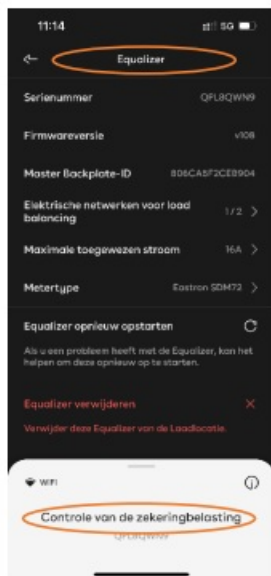 11:14
5G
Equalizer
Serienummer
QFL8QWN9
Firmwareversie
v108
Master Backplate-ID
Elektrische netwerken voor load
balancing
1/2
Maximale toegewezen stroom
16A
Metertype
Eastron SDM72
Equalizer opnieuw opstarten
Als u een probleem heeft met de Equalizer, kan het
helpen om deze opnieuw op te starten.
Equalizer verwijderen
Verwijder deze Equalizer van de Laadlocatie.
WIFI
Controle van de zekeringbelasting
QFL8QWN9